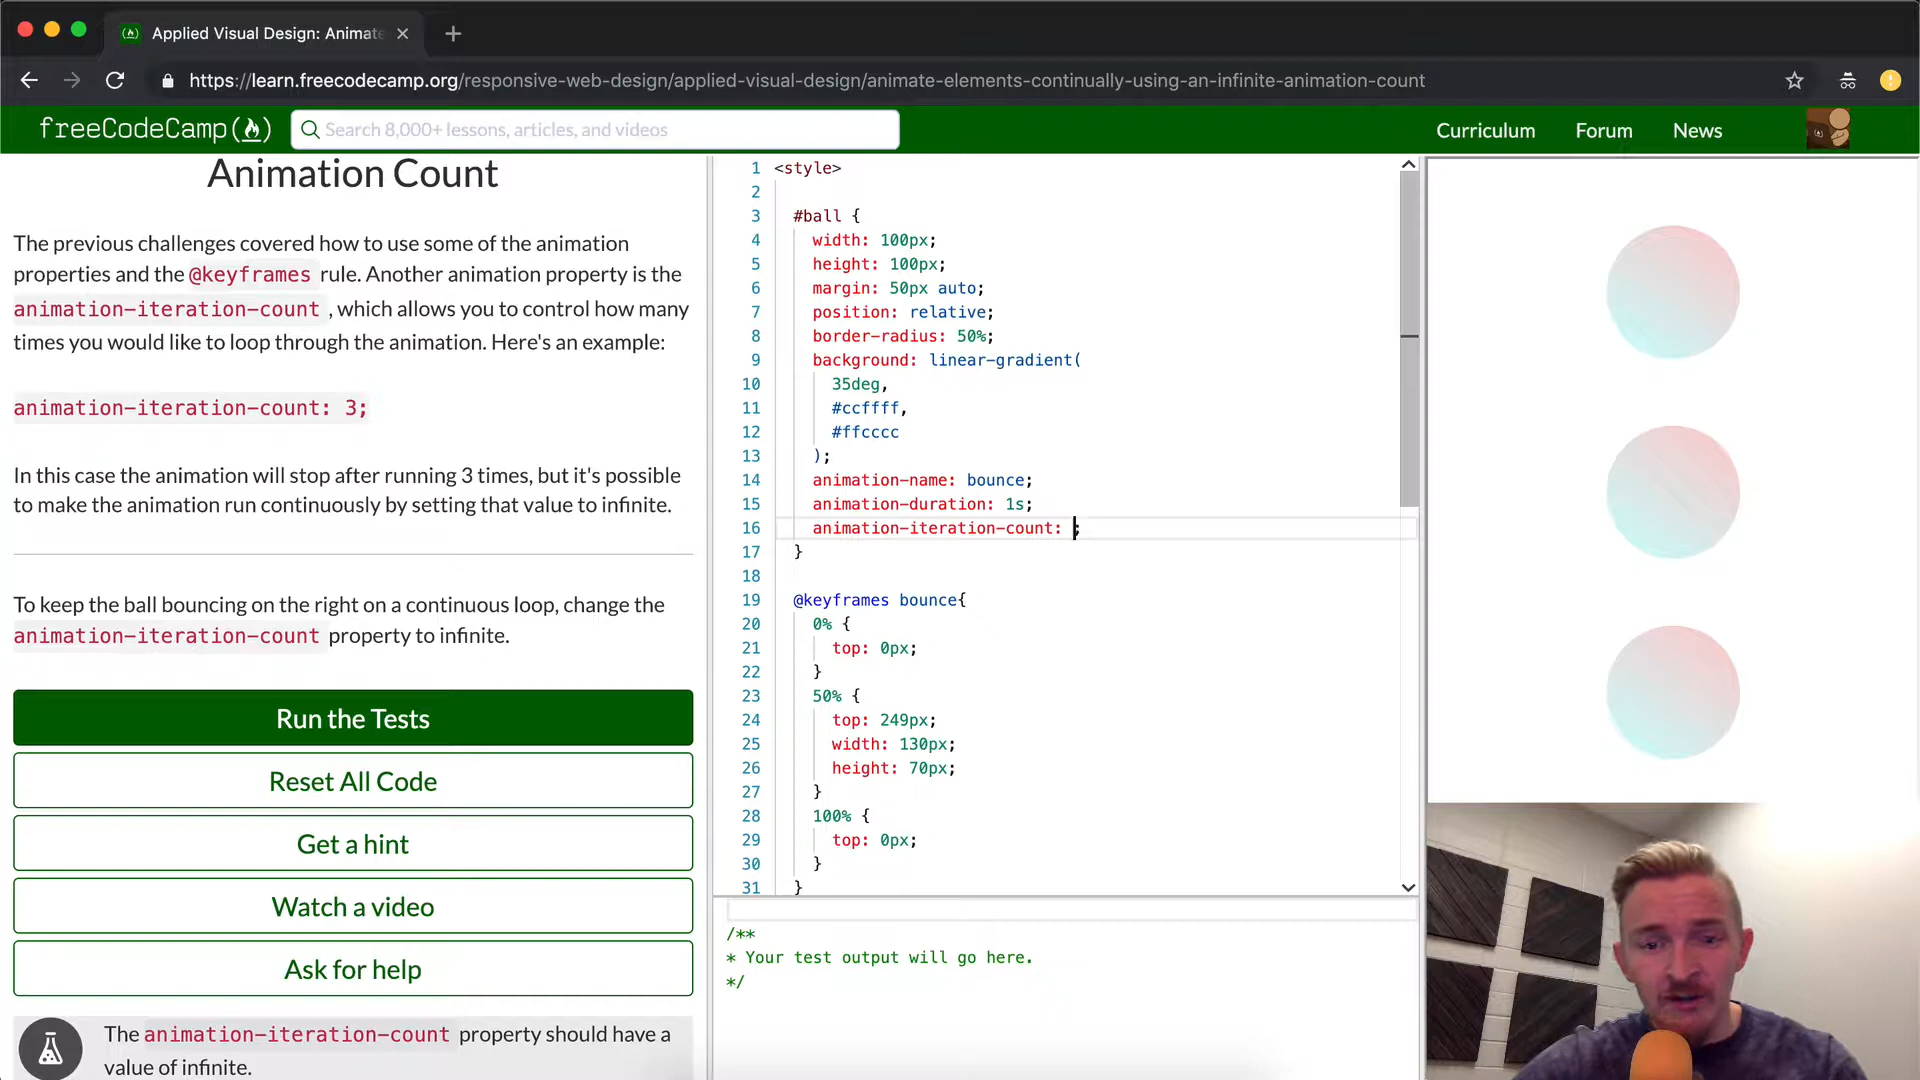 Applied Visual Design: Animate
https://learn.freecodecamp.org/responsive-web-design/applied-visual-design/animate-elements-continually-using-an-infinite-animation-count
freeCodeCamp
Search 8,000+ lessons, articles, and videos
Curriculum
Forum
News
Animation Count
The previous challenges covered how to use some of the animation
properties and the @keyframes rule. Another animation property is the
animation-iteration-count , which allows you to control how many
times you would like to loop through the animation. Here's an example:
animation-iteration-count: 3;
In this case the animation will stop after running 3 times, but it's possible
to make the animation run continuously by setting that value to infinite.
To keep the ball bouncing on the right on a continuous loop, change the
animation-iteration-count property to infinite.
Run the Tests
Reset All Code
Get a hint
Watch a video
Ask for help
The animation-iteration-count property should have a
value of infinite.
1 <style>
2
3 #ball {
4 width: 100px;
5 height: 100px;
6 margin: 50px auto;
7 position: relative;
8 border-radius: 50%;
9 background: linear-gradient(
10 35deg,
11 #ccffff,
12 #ffcccc
13 );
14 animation-name: bounce;
15 animation-duration: 1s;
16 animation-iteration-count: ;
17 }
18
19 @keyframes bounce{
20 0% {
21 top: 0px;
22 }
23 50% {
24 top: 249px;
25 width: 130px;
26 height: 70px;
27 }
28 100% {
29 top: 0px;
30 }
31 }
/**
* Your test output will go here.
*/